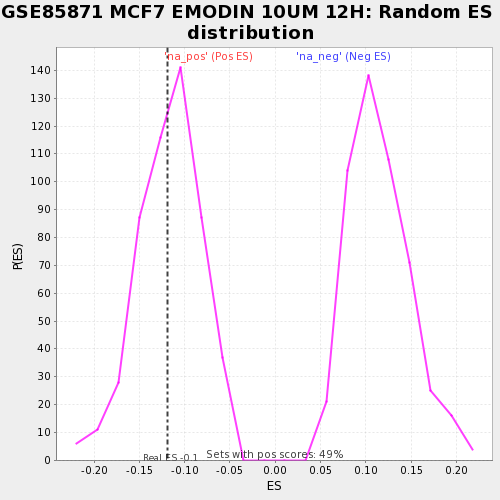 GSE85871 MCF7 EMODIN 10UM 12H: Random ES
distribution
'na_pos' (Pos ES)
'na_neg' (Neg ES)
P(ES)
140
130
120
110
100
90
80
70
60
50
40
30
20
10
0
Real ES -0.1
Sets with pos scores: 49%
-0.20 -0.15 -0.10 -0.05 0.00 0.05 0.10 0.15 0.20
ES